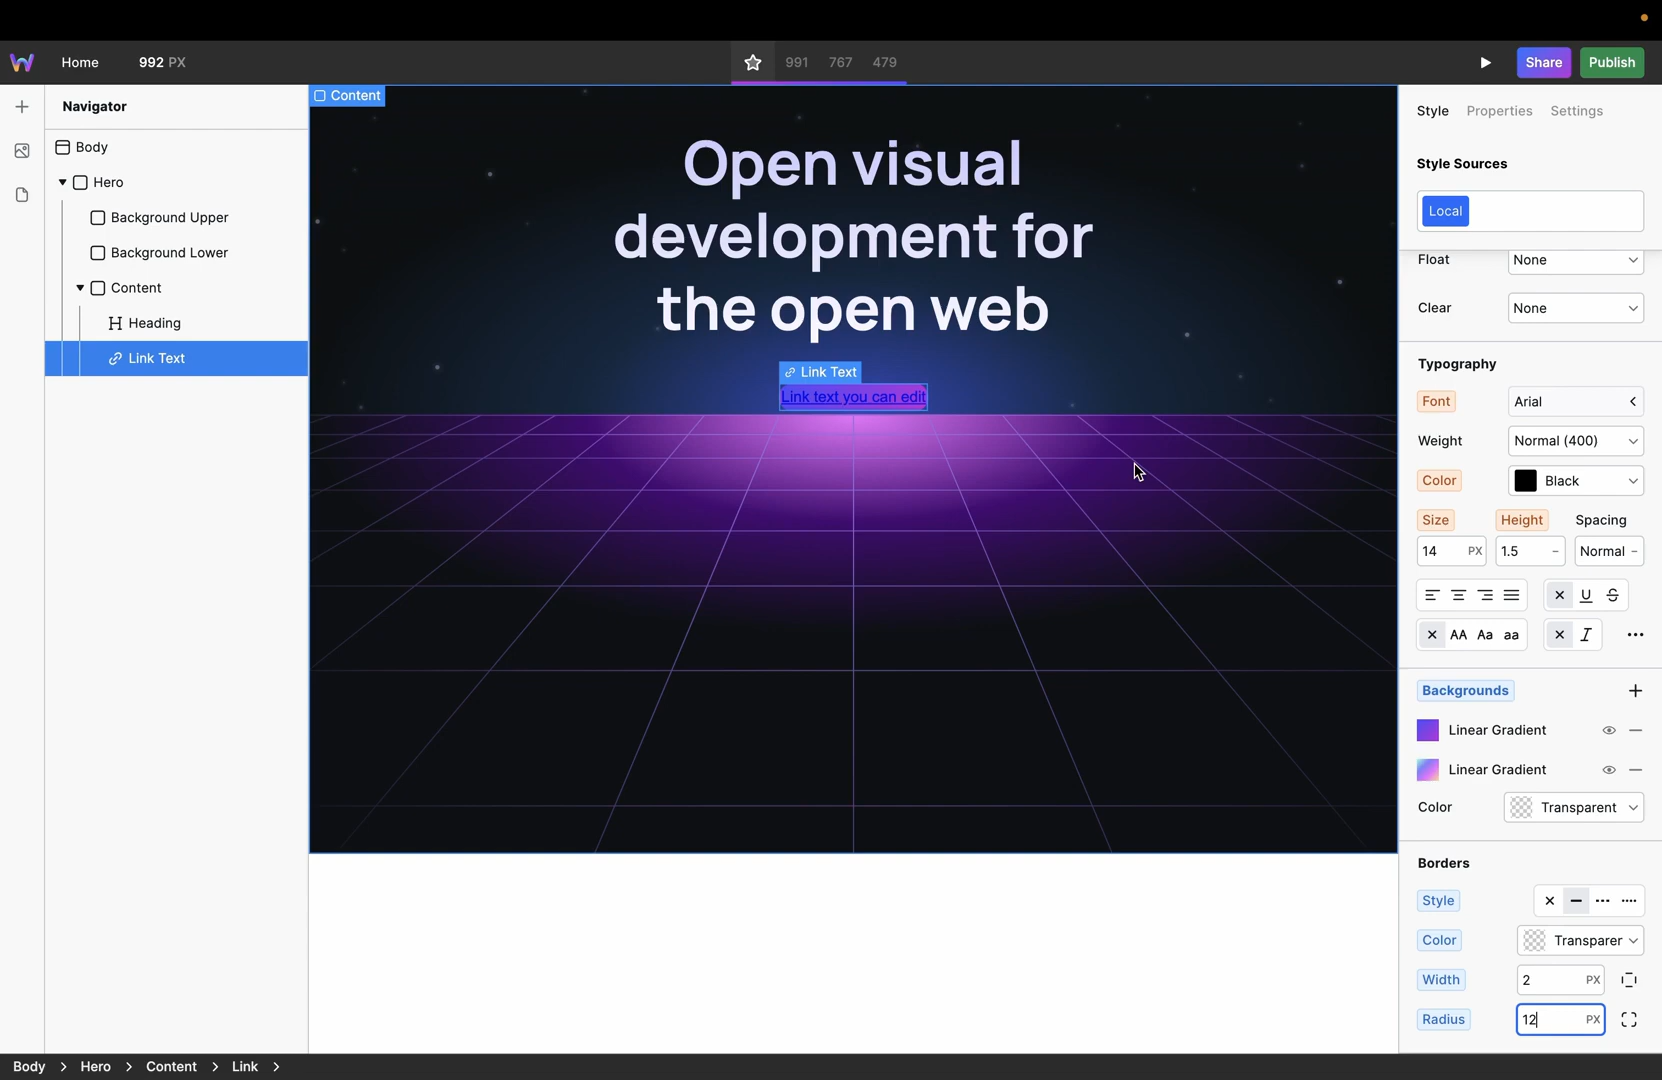 Home
992 PX
991 767 479
Share
Publish
Navigator
Body
Hero
Background Upper
Background Lower
Content
Heading
Link Text
Content
Open visual
development for
the open web
Link Text
Link text you can edit
Style Properties Settings
Style Sources
Local
Float None
Clear None
Typography
Font Arial
Weight Normal (400)
Color Black
Size Height Spacing
14 PX 1.5 – Normal –
AA Aa aa
Backgrounds
Linear Gradient
Linear Gradient
Color Transparent
Borders
Style
Color Transparer
Width 2 PX
Radius 12 PX
Body > Hero > Content > Link >